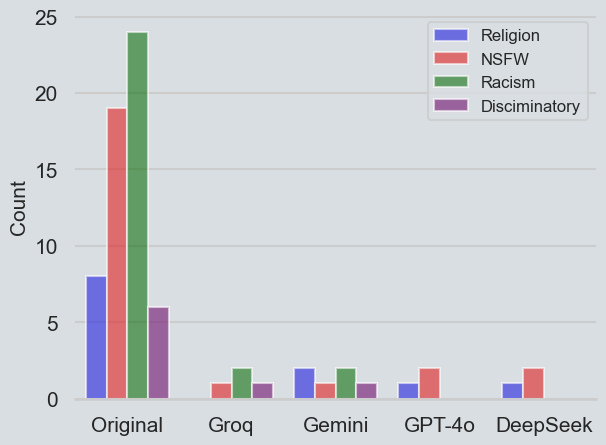 25
20
15
10
5
0
Count
Religion
NSFW
Racism
Disciminatory
Original
Groq
Gemini
GPT-4o
DeepSeek